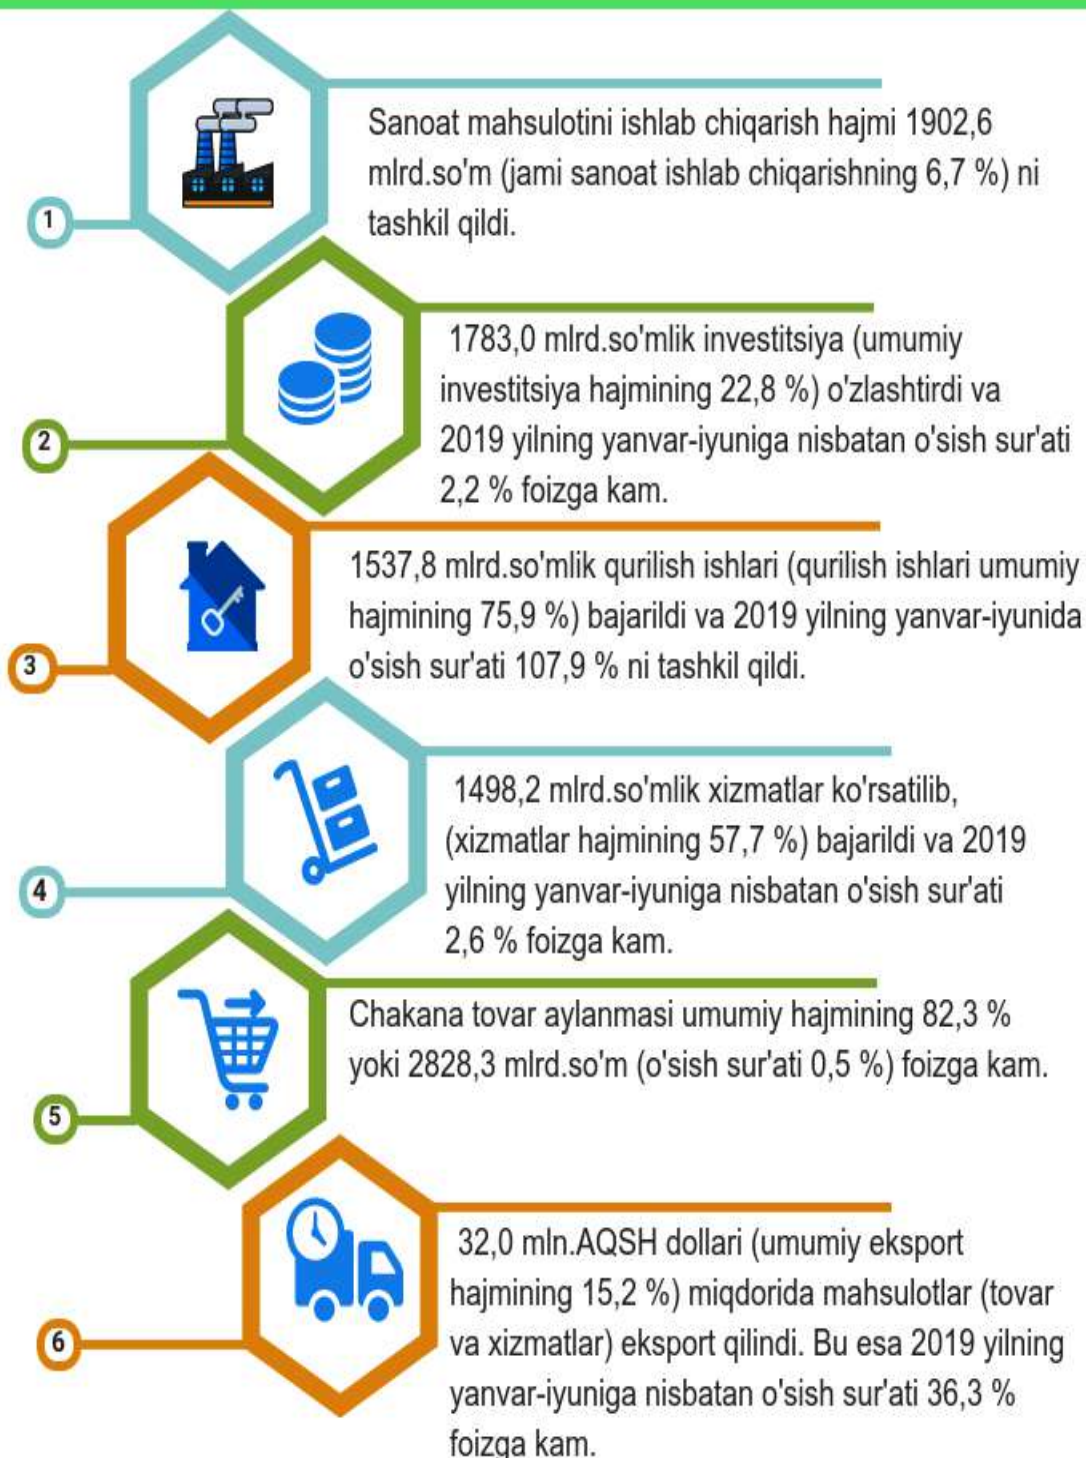 1
Sanoat mahsulotini ishlab chiqarish hajmi 1902,6
mlrd.so'm (jami sanoat ishlab chiqarishning 6,7 %) ni
tashkil qildi.
2
1783,0 mlrd.so'mlik investitsiya (umumiy
investitsiya hajmining 22,8 %) o'zlashtirdi va
2019 yilning yanvar-iyuniga nisbatan o'sish sur'ati
2,2 % foizga kam.
3
1537,8 mlrd.so'mlik qurilish ishlari (qurilish ishlari umumiy
hajmining 75,9 %) bajarildi va 2019 yilning yanvar-iyunida
o'sish sur'ati 107,9 % ni tashkil qildi.
4
1498,2 mlrd.so'mlik xizmatlar ko'rsatilib,
(xizmatlar hajmining 57,7 %) bajarildi va 2019
yilning yanvar-iyuniga nisbatan o'sish sur'ati
2,6 % foizga kam.
5
Chakana tovar aylanmasi umumiy hajmining 82,3 %
yoki 2828,3 mlrd.so'm (o'sish sur'ati 0,5 %) foizga kam.
6
32,0 mln.AQSH dollari (umumiy eksport
hajmining 15,2 %) miqdorida mahsulotlar (tovar
va xizmatlar) eksport qilindi. Bu esa 2019 yilning
yanvar-iyuniga nisbatan o'sish sur'ati 36,3 %
foizga kam.